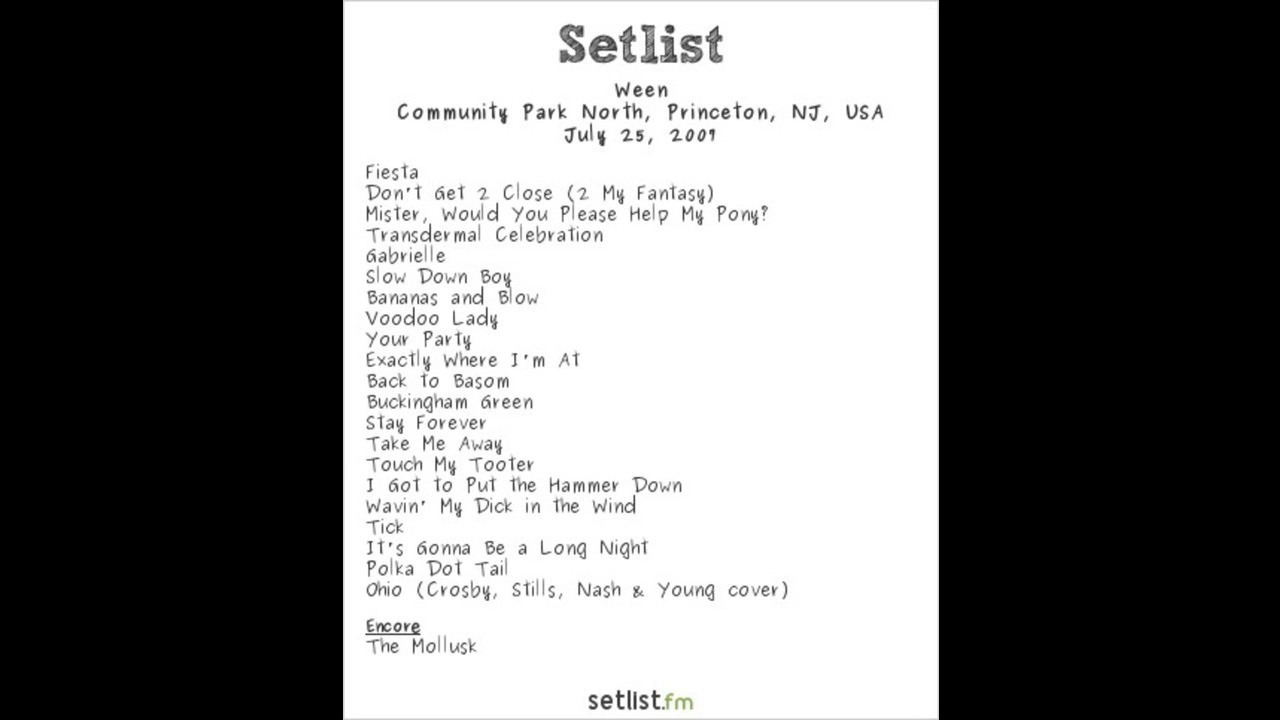 Setlist
Ween
Community Park North, Princeton, NJ, USA
July 25, 2009
Fiesta
Don't Get 2 Close (2 My Fantasy)
Mister, Would You Please Help My Pony?
Transdermal Celebration
Gabrielle
Slow Down Boy
Bananas and Blow
Voodoo Lady
Your Party
Exactly Where I'm At
Back to Basom
Buckingham Green
Stay Forever
Take Me Away
Touch My Tooter
I Got to Put the Hammer Down
Wavin' My Dick in the Wind
Tick
It's Gonna Be a Long Night
Polka Dot Tail
Ohio (Crosby, Stills, Nash & Young cover)
Encore
The Mollusk
setlist.fm